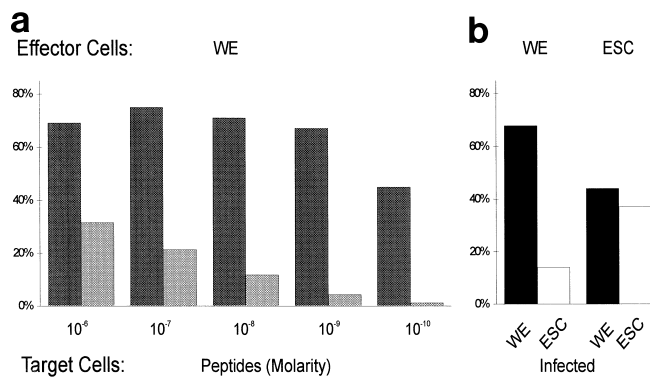 a
Effector Cells: WE
80%
60%
40%
20%
0%
10-6 10-7 10-8 10-9 10-10
Target Cells: Peptides (Molarity)
b
WE ESC
80%
60%
40%
20%
0%
WE ESC WE ESC
Infected